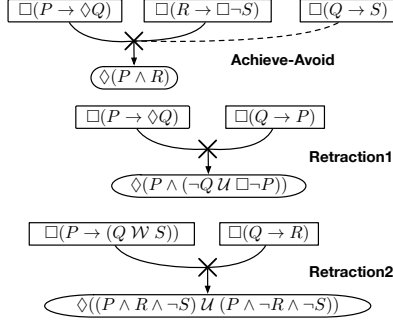 □(P → ◊Q) □(R → □¬S) □(Q → S)
Achieve-Avoid
◊(P ∧ R)
□(P → ◊Q) □(Q → P)
Retraction1
◊(P ∧ (¬Q 𝒰 □¬P))
□(P → (Q 𝒲 S)) □(Q → R)
Retraction2
◊((P ∧ R ∧ ¬S) 𝒰 (P ∧ ¬R ∧ ¬S))